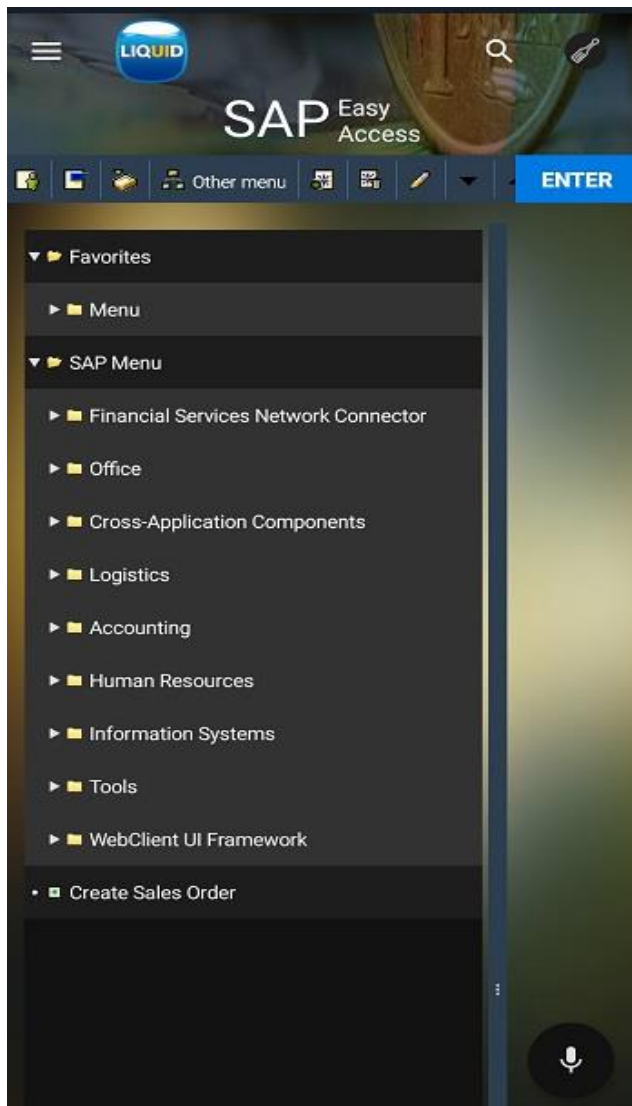 LIQUID
SAP Easy Access
Other menu
ENTER
Favorites
Menu
SAP Menu
Financial Services Network Connector
Office
Cross-Application Components
Logistics
Accounting
Human Resources
Information Systems
Tools
WebClient UI Framework
Create Sales Order